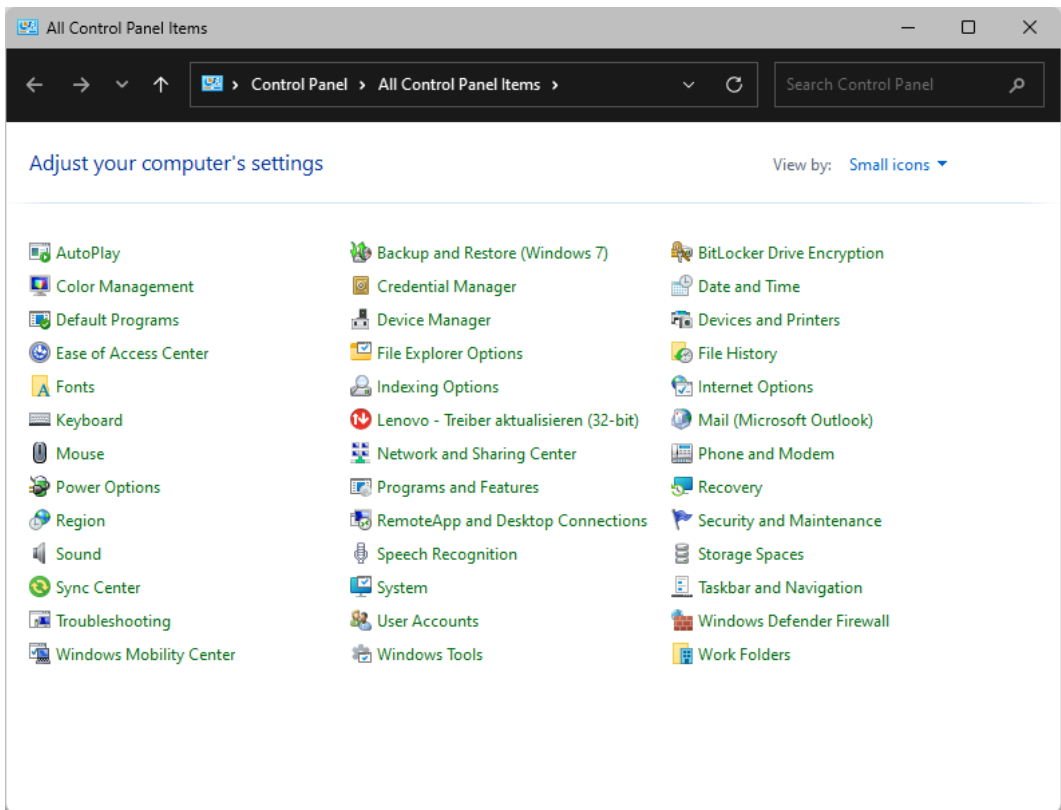 All Control Panel Items
Control Panel > All Control Panel Items >
Search Control Panel
Adjust your computer's settings
View by: Small icons
AutoPlay Backup and Restore (Windows 7) BitLocker Drive Encryption
Color Management Credential Manager Date and Time
Default Programs Device Manager Devices and Printers
Ease of Access Center File Explorer Options File History
Fonts Indexing Options Internet Options
Keyboard Lenovo - Treiber aktualisieren (32-bit) Mail (Microsoft Outlook)
Mouse Network and Sharing Center Phone and Modem
Power Options Programs and Features Recovery
Region RemoteApp and Desktop Connections Security and Maintenance
Sound Speech Recognition Storage Spaces
Sync Center System Taskbar and Navigation
Troubleshooting User Accounts Windows Defender Firewall
Windows Mobility Center Windows Tools Work Folders